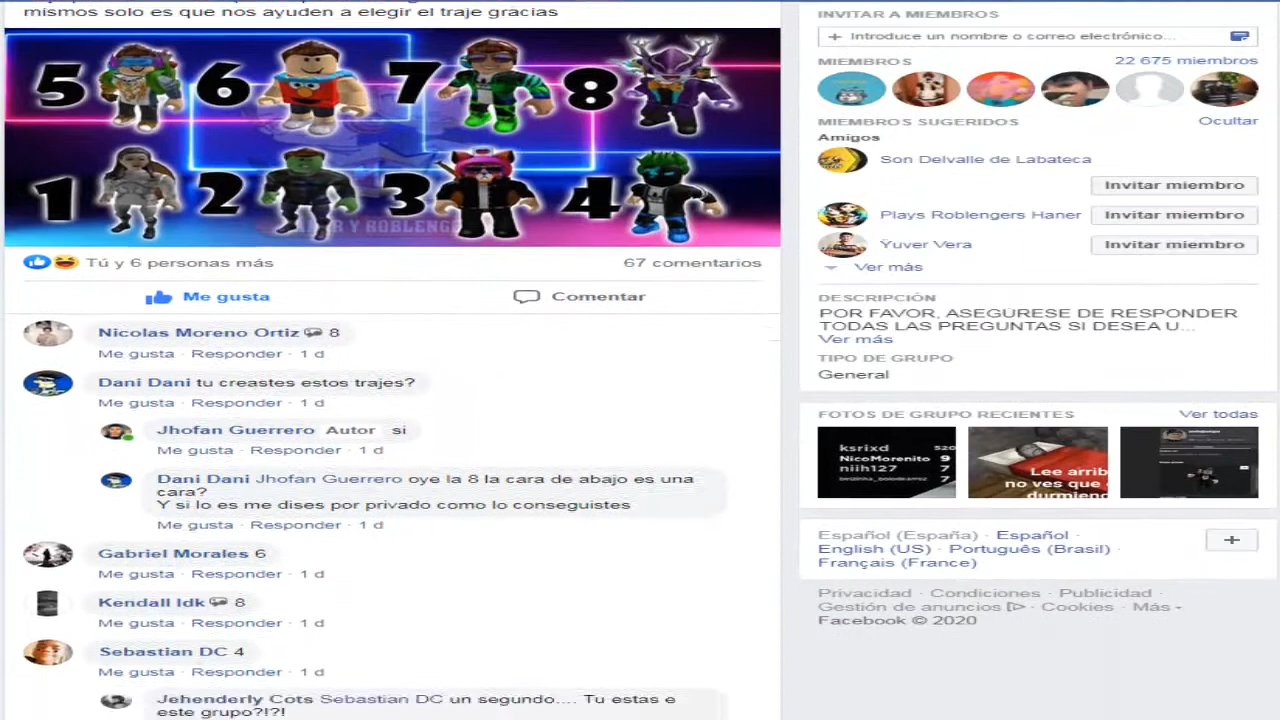 mismos solo es que nos ayuden a elegir el traje gracias
5 6 7 8
1 2 3 4
Y ROBLENG
Tú y 6 personas más
67 comentarios
Me gusta
Comentar
Nicolas Moreno Ortiz 8
Me gusta · Responder · 1 d
Dani Dani tu creastes estos trajes?
Me gusta · Responder · 1 d
Jhofan Guerrero Autor si
Me gusta · Responder · 1 d
Dani Dani Jhofan Guerrero oye la 8 la cara de abajo es una
cara?
Y si lo es me dises por privado como lo conseguistes
Me gusta · Responder · 1 d
Gabriel Morales 6
Me gusta · Responder · 1 d
Kendall Idk 8
Me gusta · Responder · 1 d
Sebastian DC 4
Me gusta · Responder · 1 d
Jehenderly Cots Sebastian DC un segundo.... Tu estas e
este grupo?!?!
INVITAR A MIEMBROS
+ Introduce un nombre o correo electrónico...
MIEMBROS
22 675 miembros
MIEMBROS SUGERIDOS
Ocultar
Amigos
Son Delvalle de Labateca
Invitar miembro
Plays Roblengers Haner
Invitar miembro
Ÿuver Vera
Invitar miembro
Ver más
DESCRIPCIÓN
POR FAVOR, ASEGÚRESE DE RESPONDER
TODAS LAS PREGUNTAS SI DESEA U...
Ver más
TIPO DE GRUPO
General
FOTOS DE GRUPO RECIENTES
Ver todas
ksrixd 520
NicoMorenito 9
niih127 7
7
Lee arrib
no ves que
durmien
Español (España) · Español ·
English (US) · Português (Brasil) ·
Français (France)
+
Privacidad · Condiciones · Publicidad ·
Gestión de anuncios · Cookies · Más
Facebook © 2020